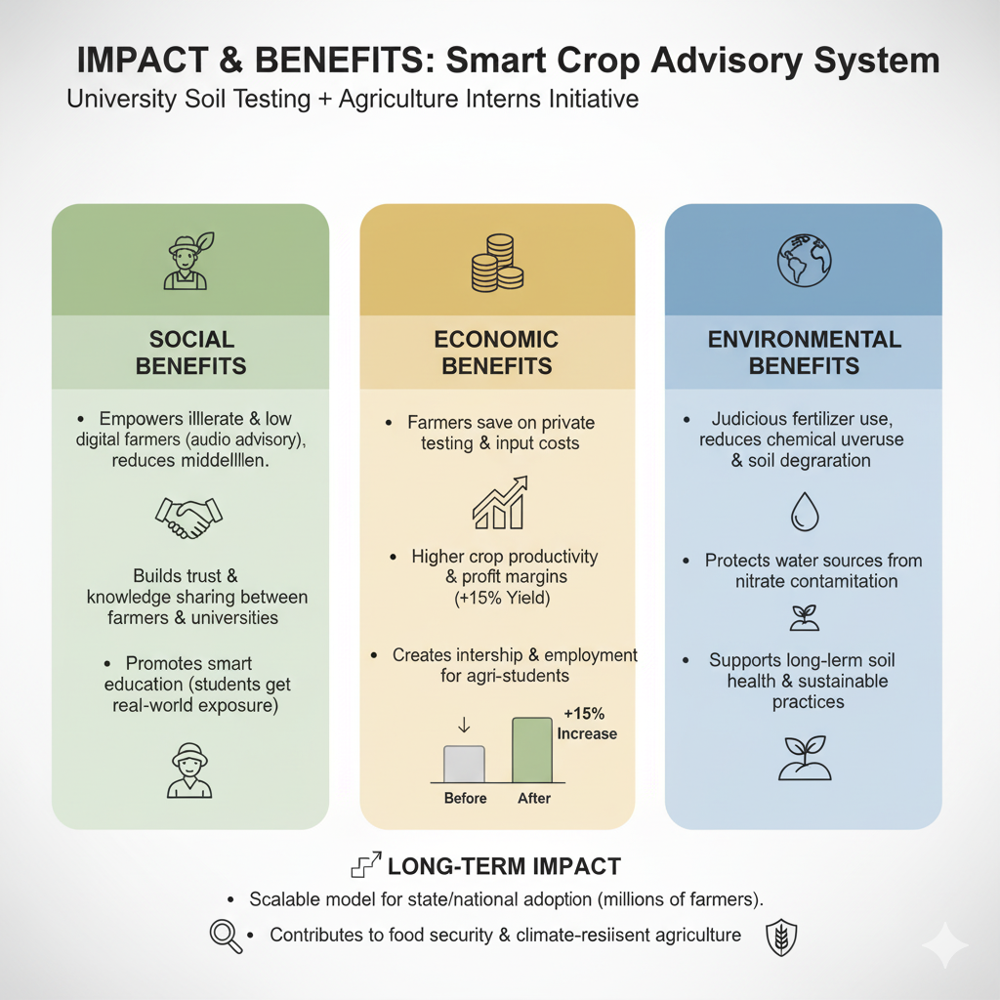 IMPACT & BENEFITS: Smart Crop Advisory System
University Soil Testing + Agriculture Interns Initiative
SOCIAL
BENEFITS
• Empowers illlerate & low
digital farmers (audio advisory),
reduces middelllen.
Builds trust &
knowledge sharing between
farmers & universities
• Promotes smart
education (students get
real-world exposure)
ECONOMIC
BENEFITS
• Farmers save on private
testing & input costs
• Higher crop productivity
& profit margins
(+15% Yield)
• Creates intership & employment
for agri-students
+15%
Increase
Before
After
ENVIRONMENTAL
BENEFITS
• Judicious fertilizer use,
reduces chemical uveruse
& soil degraration
• Protects water sources from
nitrate contamitation
• Supports long-lerm soil
health & sustainable
practices
LONG-TERM IMPACT
• Scalable model for state/national adoption (millions of farmers).
• Contributes to food security & climate-resiisent agriculture